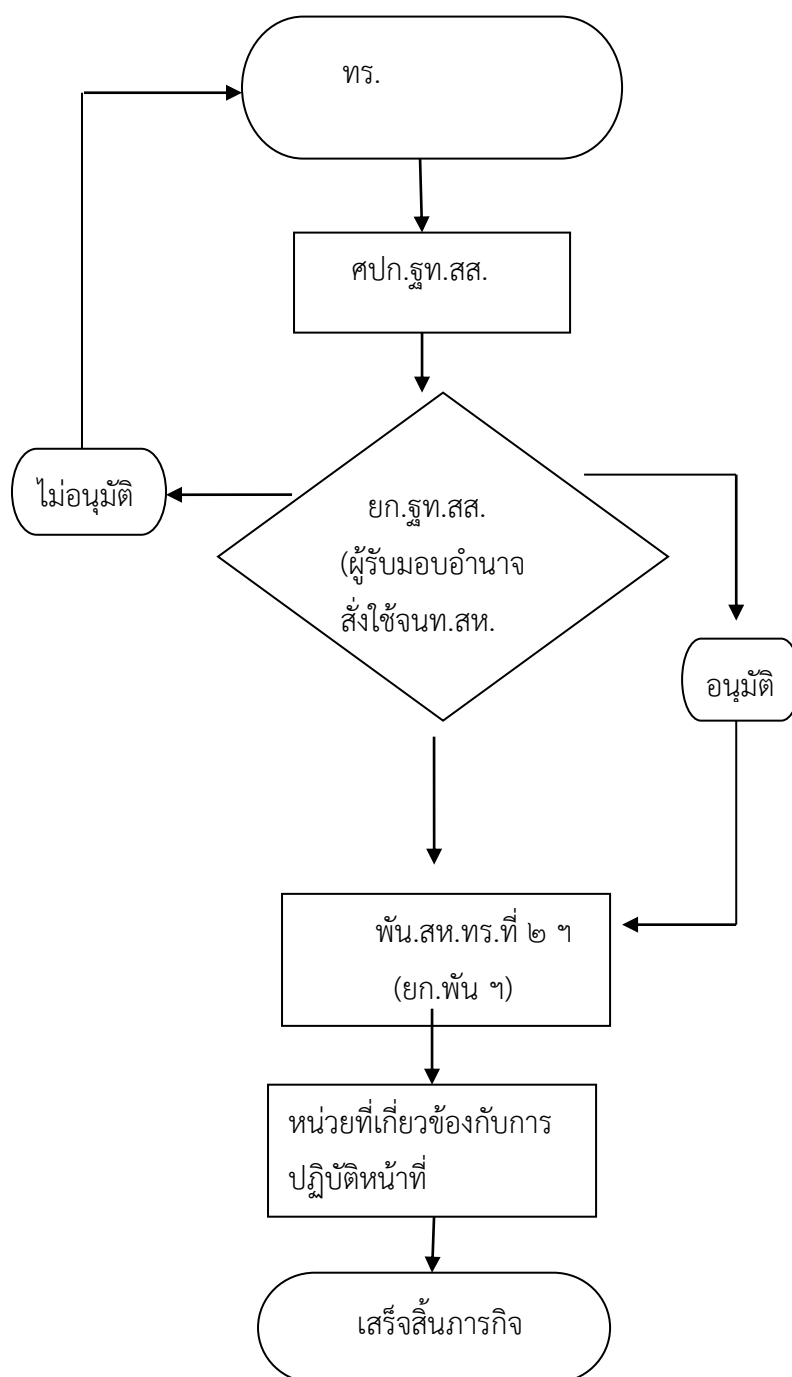 ทร.
ศปก.ฐท.สส.
ไม่อนุมัติ
ยก.ฐท.สส.
(ผู้รับมอบอำนาจ
สั่งใช้จนท.สห.
อนุมัติ
พัน.สห.ทร.ที่ ๒ ฯ
(ยก.พัน ฯ)
หน่วยที่เกี่ยวข้องกับการ
ปฏิบัติหน้าที่
เสร็จสิ้นภารกิจ